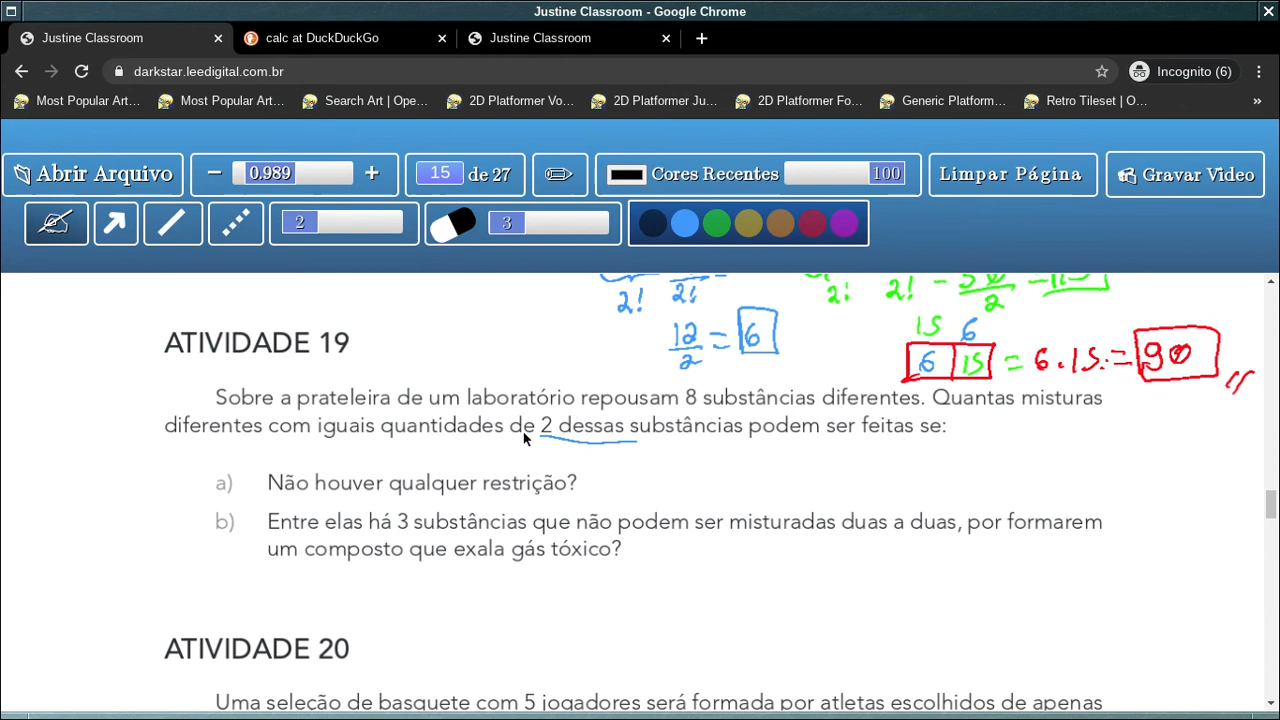 Justine Classroom - Google Chrome
Justine Classroom
calc at DuckDuckGo
Justine Classroom
darkstar.leedigital.com.br
Incognito (6)
Most Popular Art...
Most Popular Art...
Search Art | Ope...
2D Platformer Vo...
2D Platformer Ju...
2D Platformer Fo...
Generic Platform...
Retro Tileset | O...
»
Abrir Arquivo
0.989
15 de 27
Cores Recentes
100
Limpar Página
Gravar Video
2
3
2! 2!
12/2 = 6
2! 2! 2
15 6
6 15 = 6.15 = 90
ATIVIDADE 19
Sobre a prateleira de um laboratório repousam 8 substâncias diferentes. Quantas misturas
diferentes com iguais quantidades de 2 dessas substâncias podem ser feitas se:
a) Não houver qualquer restrição?
b) Entre elas há 3 substâncias que não podem ser misturadas duas a duas, por formarem
um composto que exala gás tóxico?
ATIVIDADE 20
Uma seleção de basquete com 5 jogadores será formada por atletas escolhidos de apenas